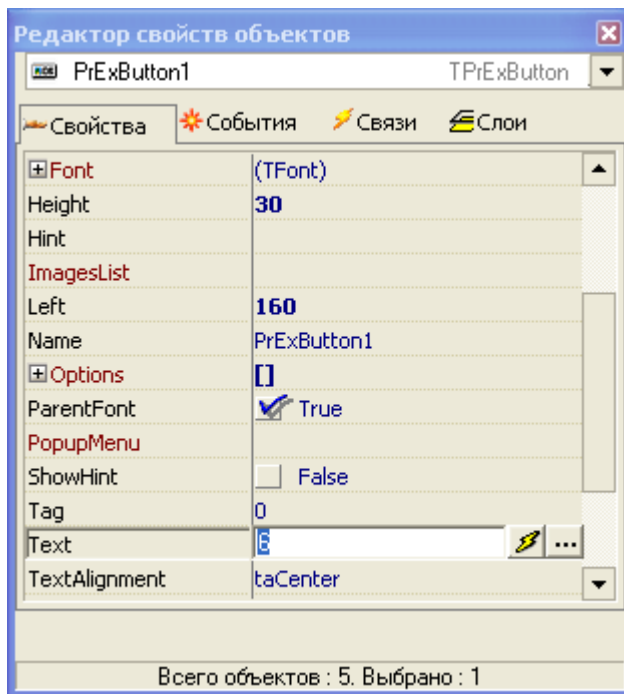 Редактор свойств объектов
PrExButton1 TPrExButton
Свойства События Связи Слои
Font (TFont)
Height 30
Hint
ImagesList
Left 160
Name PrExButton1
Options []
ParentFont True
PopupMenu
ShowHint False
Tag 0
Text 6
TextAlignment taCenter
Всего объектов : 5. Выбрано : 1